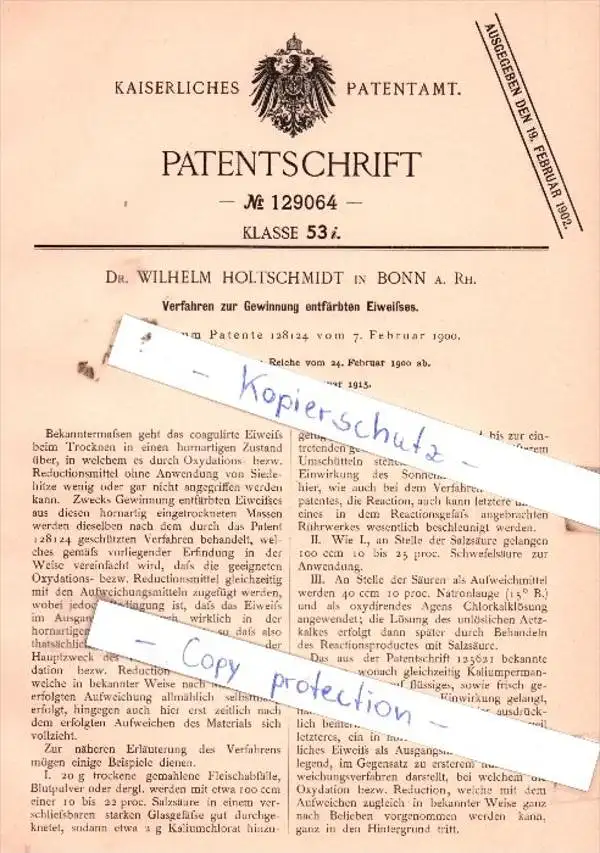 KAISERLICHES PATENTAMT.
AUSGEGEBEN DEN 19. FEBRUAR 1902.
PATENTSCHRIFT
— № 129064 —
KLASSE 53 i.
DR. WILHELM HOLTSCHMIDT IN BONN A. RH.
Verfahren zur Gewinnung entfärbten Eiweifses.
Patente 128124 vom 7. Februar 1900.
Reiche vom 24. Februar 1900 ab.
1915.
- Kopierschutz -
Bekanntermafsen geht das coagulirte Eiweifs
beim Trocknen in einen hornartigen Zustand
über, in welchem es durch Oxydations- bezw.
Reductionsmittel ohne Anwendung von Siede-
hitze wenig oder gar nicht angegriffen werden
kann. Zwecks Gewinnung entfärbten Eiweifses
aus diesen hornartig eingetrockneten Massen
werden dieselben nach dem durch das Patent
128124 geschützten Verfahren behandelt, wel-
ches gemäfs vorliegender Erfindung in der
Weise vereinfacht wird, dafs die geeigneten
Oxydations- bezw. Reductionsmittel gleichzeitig
mit den Aufweichungsmitteln zugefügt werden,
wobei ist, dafs das Eiweifs
im wirklich in der
hornartigen so dafs also
der
Hauptzweck des
dation bezw. Reduction
welche in bekannter Weise nach
erfolgten Aufweichung allmählich
erfolgt, hingegen auch hier erst zeitlich nach
dem erfolgten Aufweichen des Materials sich
vollzieht.
Zur näheren Erläuterung des Verfahrens
mögen einige Beispiele dienen.
I. 20 g trockene gemahlene Fleischabfälle,
Blutpulver oder dergl. werden mit etwa 100 ccm
einer 10 bis 22 proc. Salzsäure in einem ver-
schliefsbaren starken Glasgefäfse gut durchge-
knetet, sodann etwa 2 g Kaliumchlorat hinzu-
bis zur ein-
tretenden
Umschütteln
Einwirkung des
hier, wie auch bei dem Verfahren
patentes, die Reaction, auch kann letztere
eines in dem Reactionsgefäfs angebrachten
Rührwerkes wesentlich beschleunigt werden.
II. Wie I., an Stelle der Salzsäure gelangen
100 ccm 10 bis 25 proc. Schwefelsäure zur
Anwendung.
III. An Stelle der Säuren als Aufweichmittel
werden 40 ccm 10 proc. Natronlauge (15° B.)
und als oxydirendes Agens Chlorkalklösung
angewendet; die Lösung des unlöslichen Aetz-
kalkes erfolgt dann später durch Behandeln
des Reactionsproductes mit Salzsäure.
Das aus der Patentschrift 125621 bekannte
wonach gleichzeitig Kaliumperman-
flüssiges, sowie frisch ge-
Einwirkung gelangt,
ausdrück-
lich
letzteres, ein in
liches Eiweifs als
legend, im Gegensatz zu ersterem
weichungsverfahren darstellt, bei welchem die
Oxydation bezw. Reduction, welche mit dem
Aufweichen zugleich in bekannter Weise ganz
nach Belieben vorgenommen werden kann,
ganz in den Hintergrund tritt.
- Copy protection -